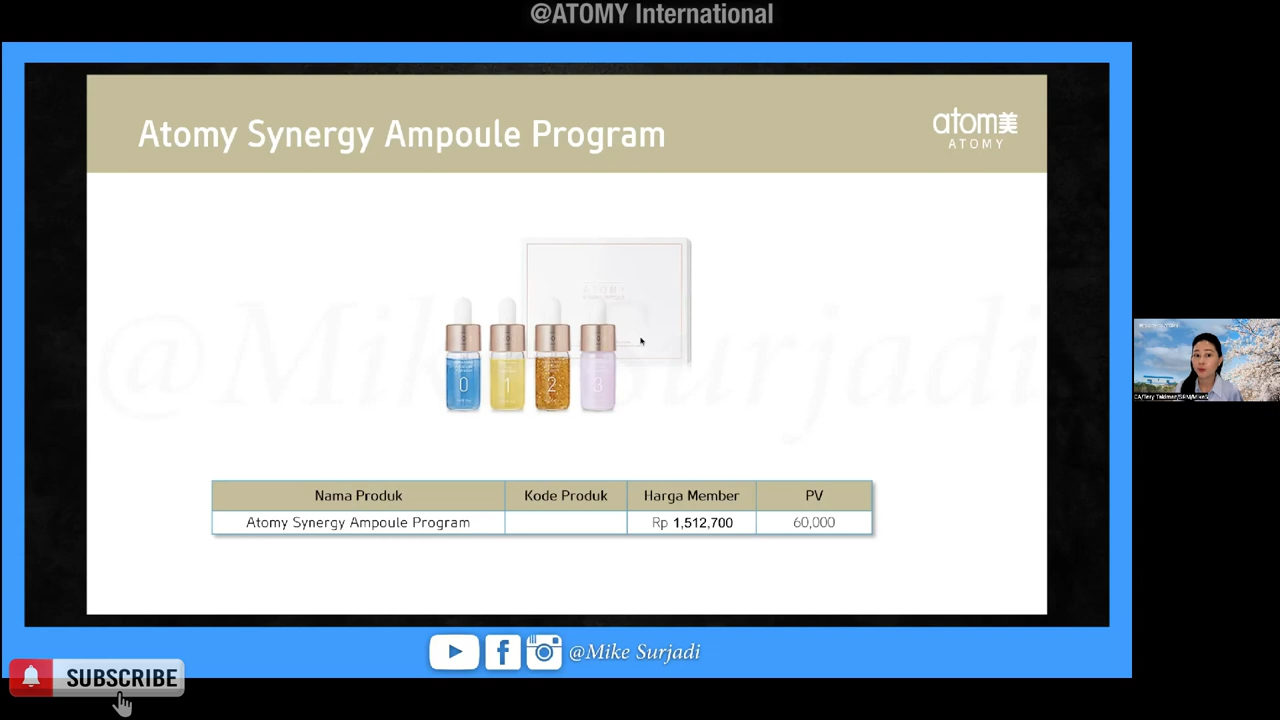 @ATOMY International
Atomy Synergy Ampoule Program
atom美
ATOMY
@Mike Surjadi
ATOMY
0 1 2 3
Nama Produk Kode Produk Harga Member PV
Atomy Synergy Ampoule Program Rp 1,512,700 60,000
@Mike Surjadi
SUBSCRIBE